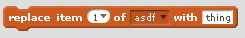 replace item 1 of asdf with thing